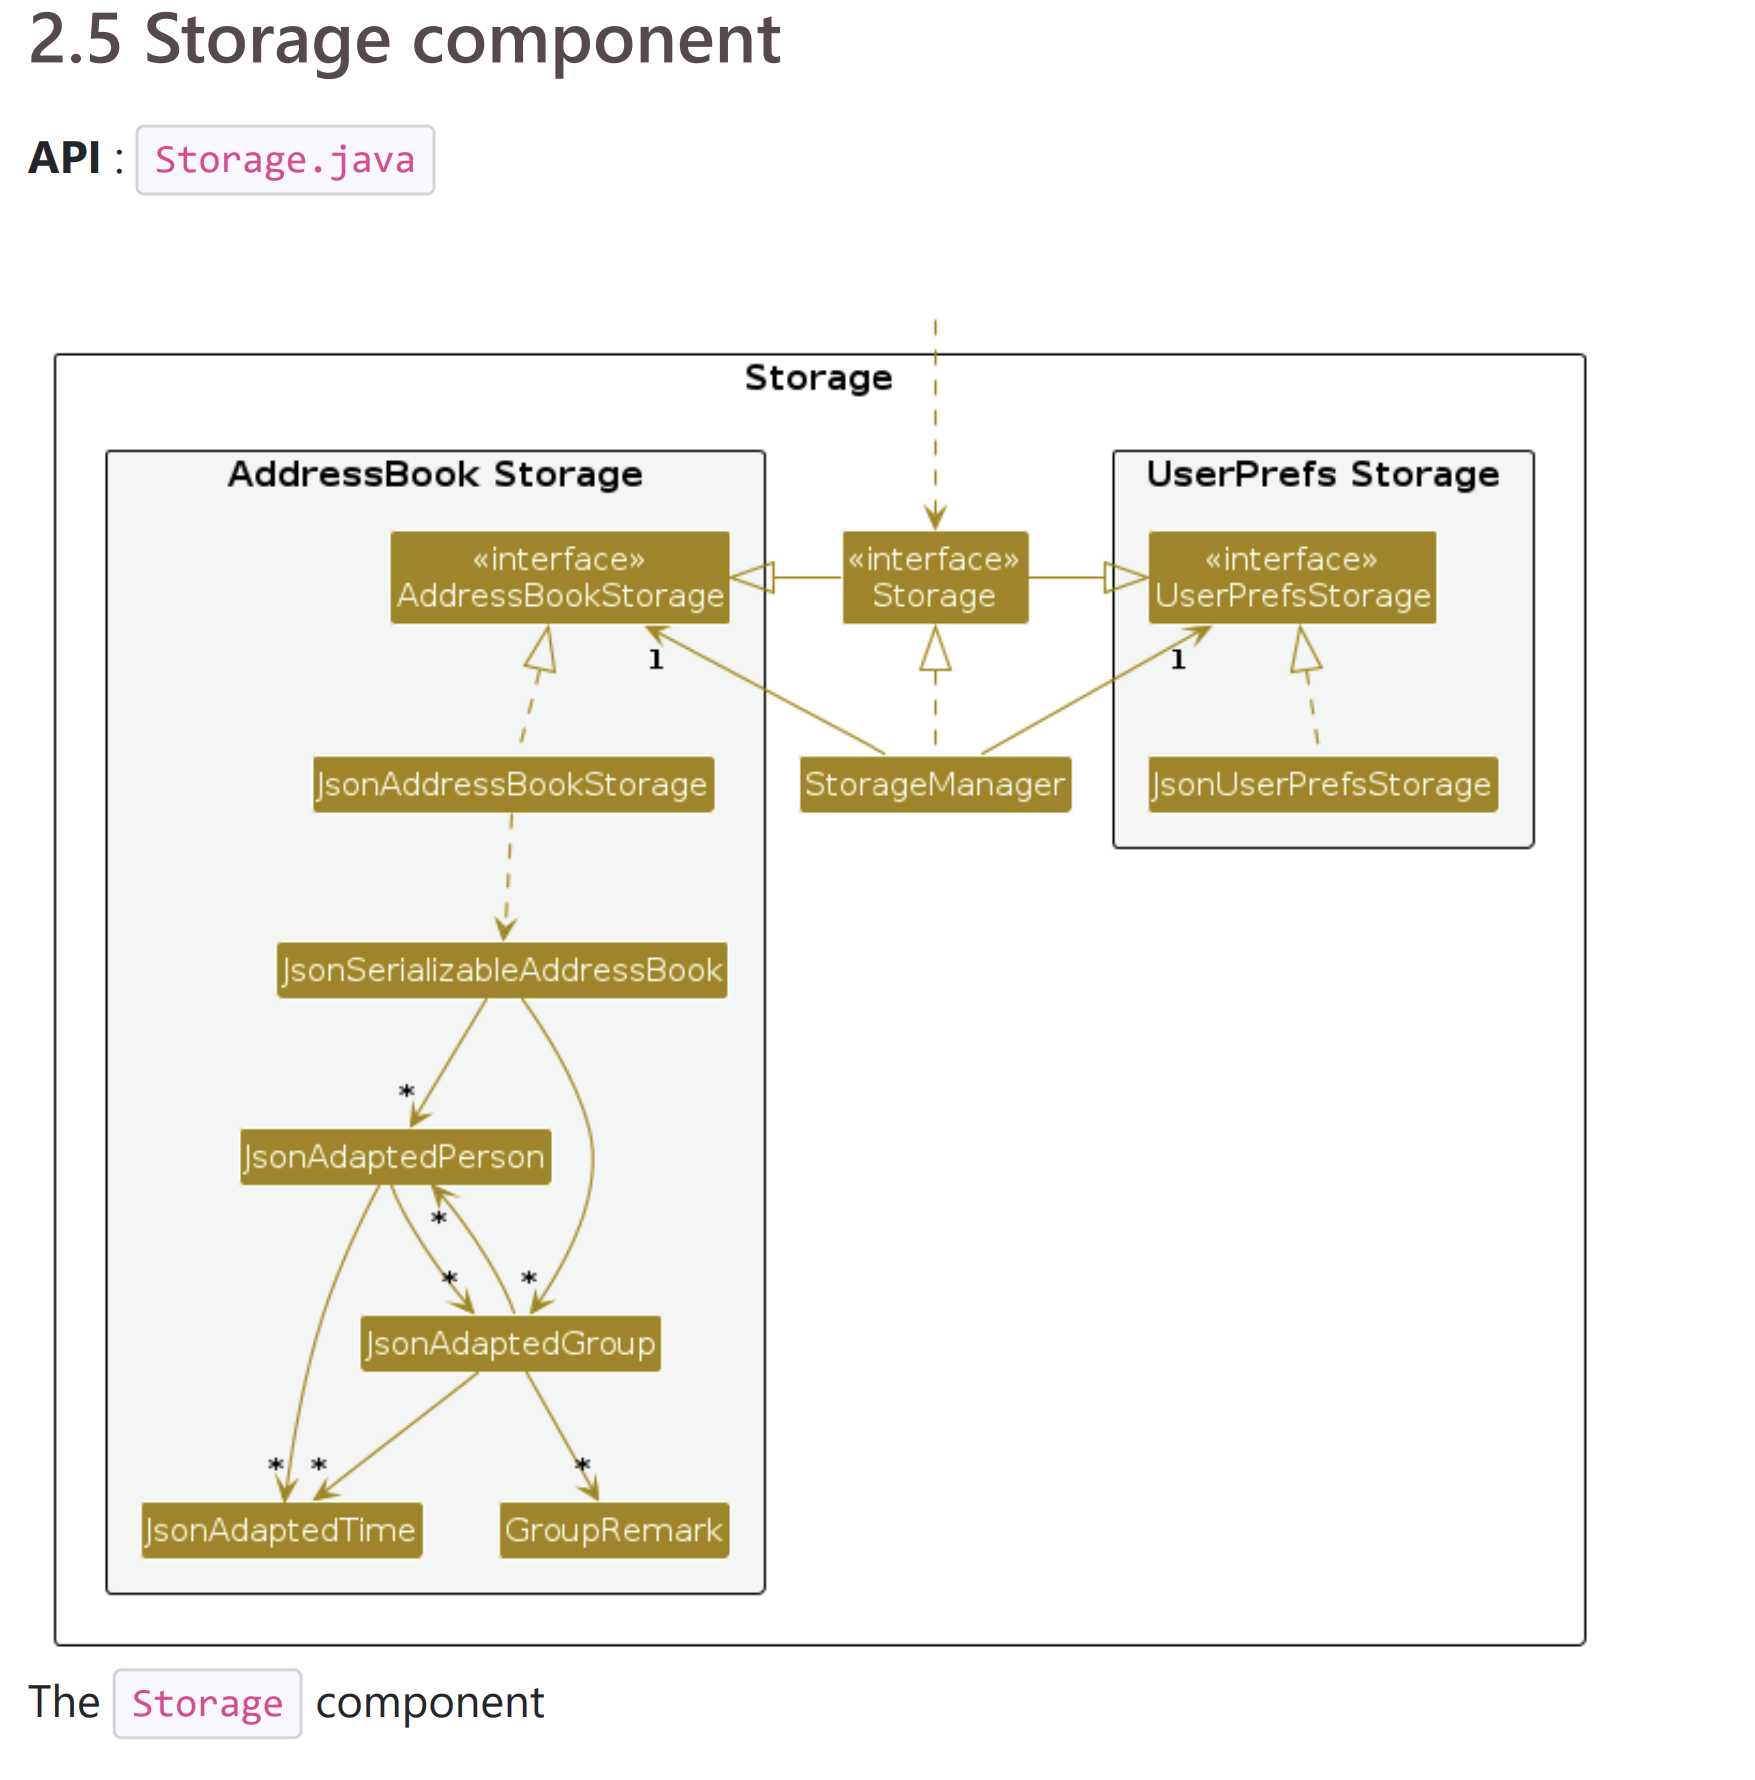 2.5 Storage component
API : Storage.java
Storage
AddressBook Storage
UserPrefs Storage
«interface»
AddressBookStorage
«interface»
Storage
«interface»
UserPrefsStorage
1
1
JsonAddressBookStorage
StorageManager
JsonUserPrefsStorage
JsonSerializableAddressBook
*
JsonAdaptedPerson
*
*
*
JsonAdaptedGroup
*
*
*
JsonAdaptedTime
GroupRemark
The Storage component